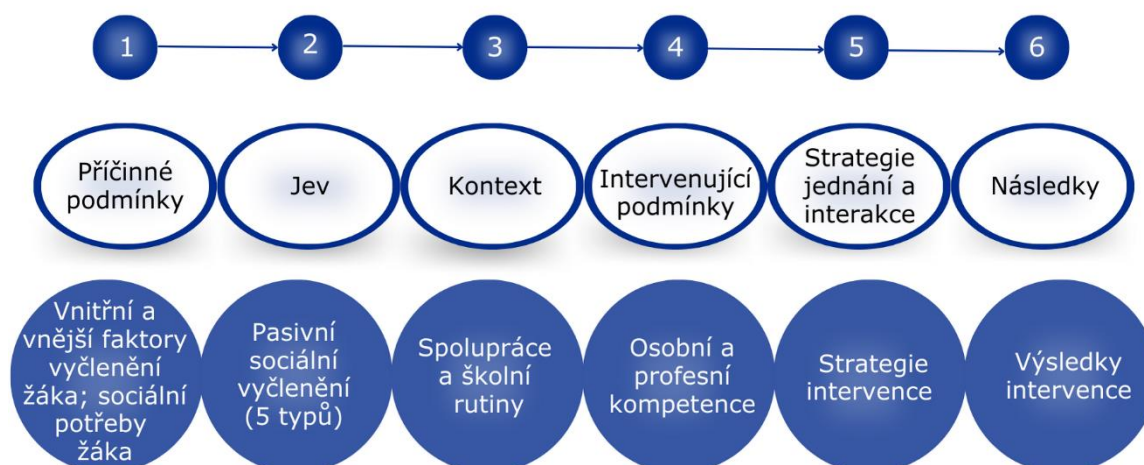 1
2
3
4
5
6
Příčinné
podmínky
Jev
Kontext
Intervenující
podmínky
Strategie
jednání a
interakce
Následky
Vnitřní a
vnější faktory
vyčlenění
žáka; sociální
potřeby
žáka
Pasivní
sociální
vyčlenění
(5 typů)
Spolupráce
a školní
rutiny
Osobní a
profesní
kompetence
Strategie
intervence
Výsledky
intervence